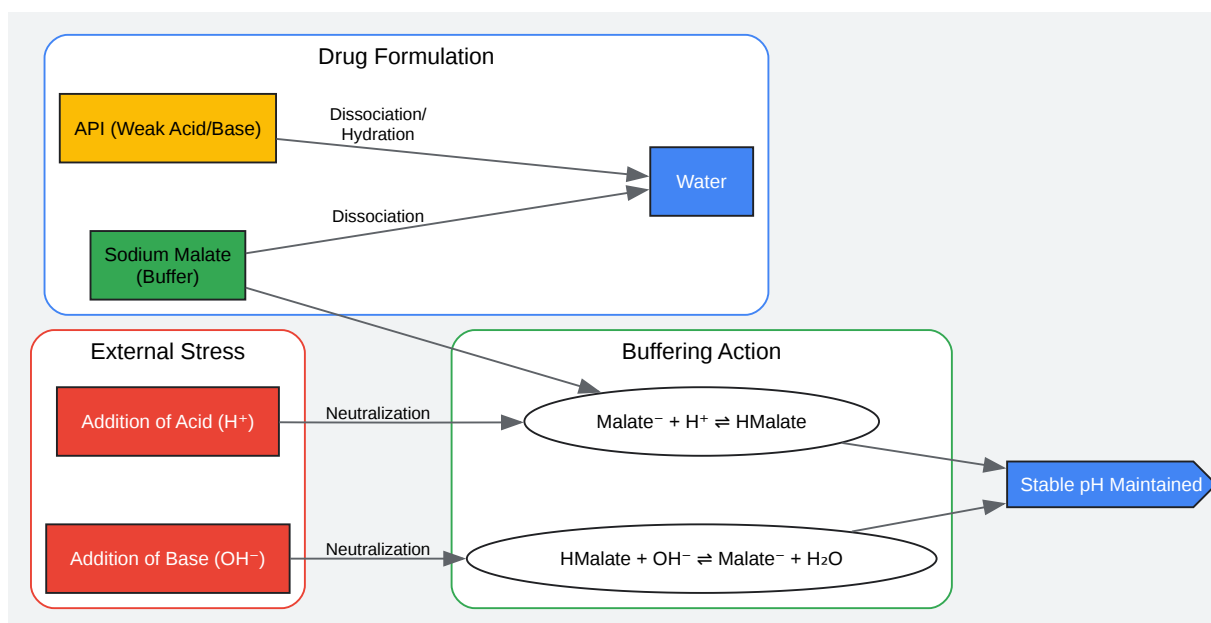 Drug Formulation
API (Weak Acid/Base)
Dissociation/
Hydration
Water
Dissociation
Sodium Malate
(Buffer)
External Stress
Buffering Action
Addition of Acid (H⁺)
Neutralization
Malate⁻ + H⁺ ⇌ HMalate
Stable pH Maintained
Addition of Base (OH⁻)
Neutralization
HMalate + OH⁻ ⇌ Malate⁻ + H₂O